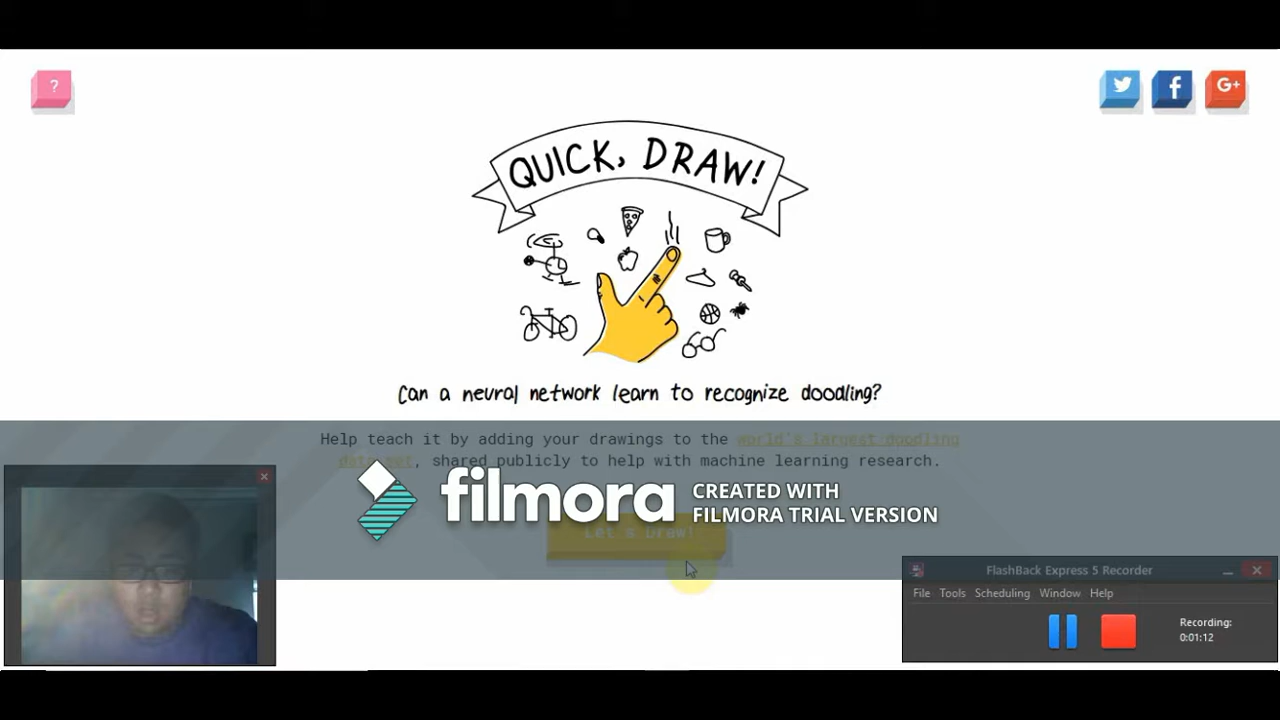 ?
G+
QUICK, DRAW!
Can a neural network learn to recognize doodling?
Help teach it by adding your drawings to the world's largest doodling
data set, shared publicly to help with machine learning research.
filmora
CREATED WITH
FILMORA TRIAL VERSION
Let's Draw!
FlashBack Express 5 Recorder
File Tools Scheduling Window Help
Recording:
0:01:12